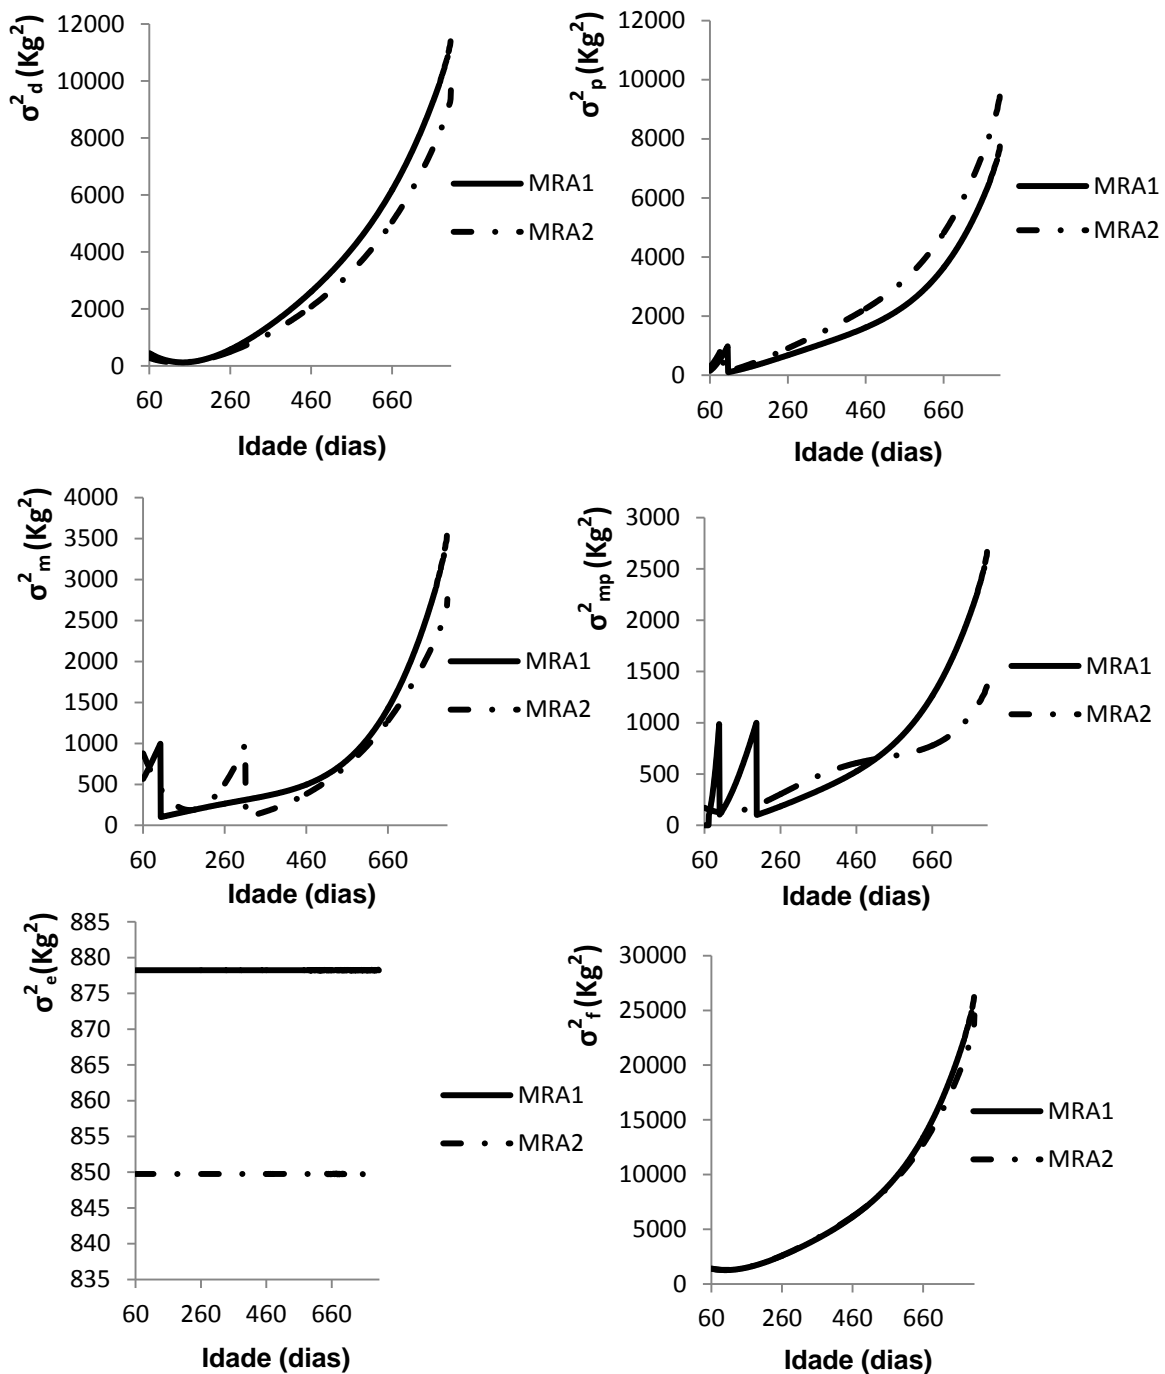 σ²d (Kg²)
12000
10000
8000
6000
4000
2000
0
60 260 460 660
Idade (dias)
MRA1
MRA2
σ²p (Kg²)
12000
10000
8000
6000
4000
2000
0
60 260 460 660
Idade (dias)
MRA1
MRA2
σ²m (Kg²)
4000
3500
3000
2500
2000
1500
1000
500
0
60 260 460 660
Idade (dias)
MRA1
MRA2
σ²mp (Kg²)
3000
2500
2000
1500
1000
500
0
60 260 460 660
Idade (dias)
MRA1
MRA2
σ²e (Kg²)
885
880
875
870
865
860
855
850
845
840
835
60 260 460 660
Idade (dias)
MRA1
MRA2
σ²f (Kg²)
30000
25000
20000
15000
10000
5000
0
60 260 460 660
Idade (dias)
MRA1
MRA2